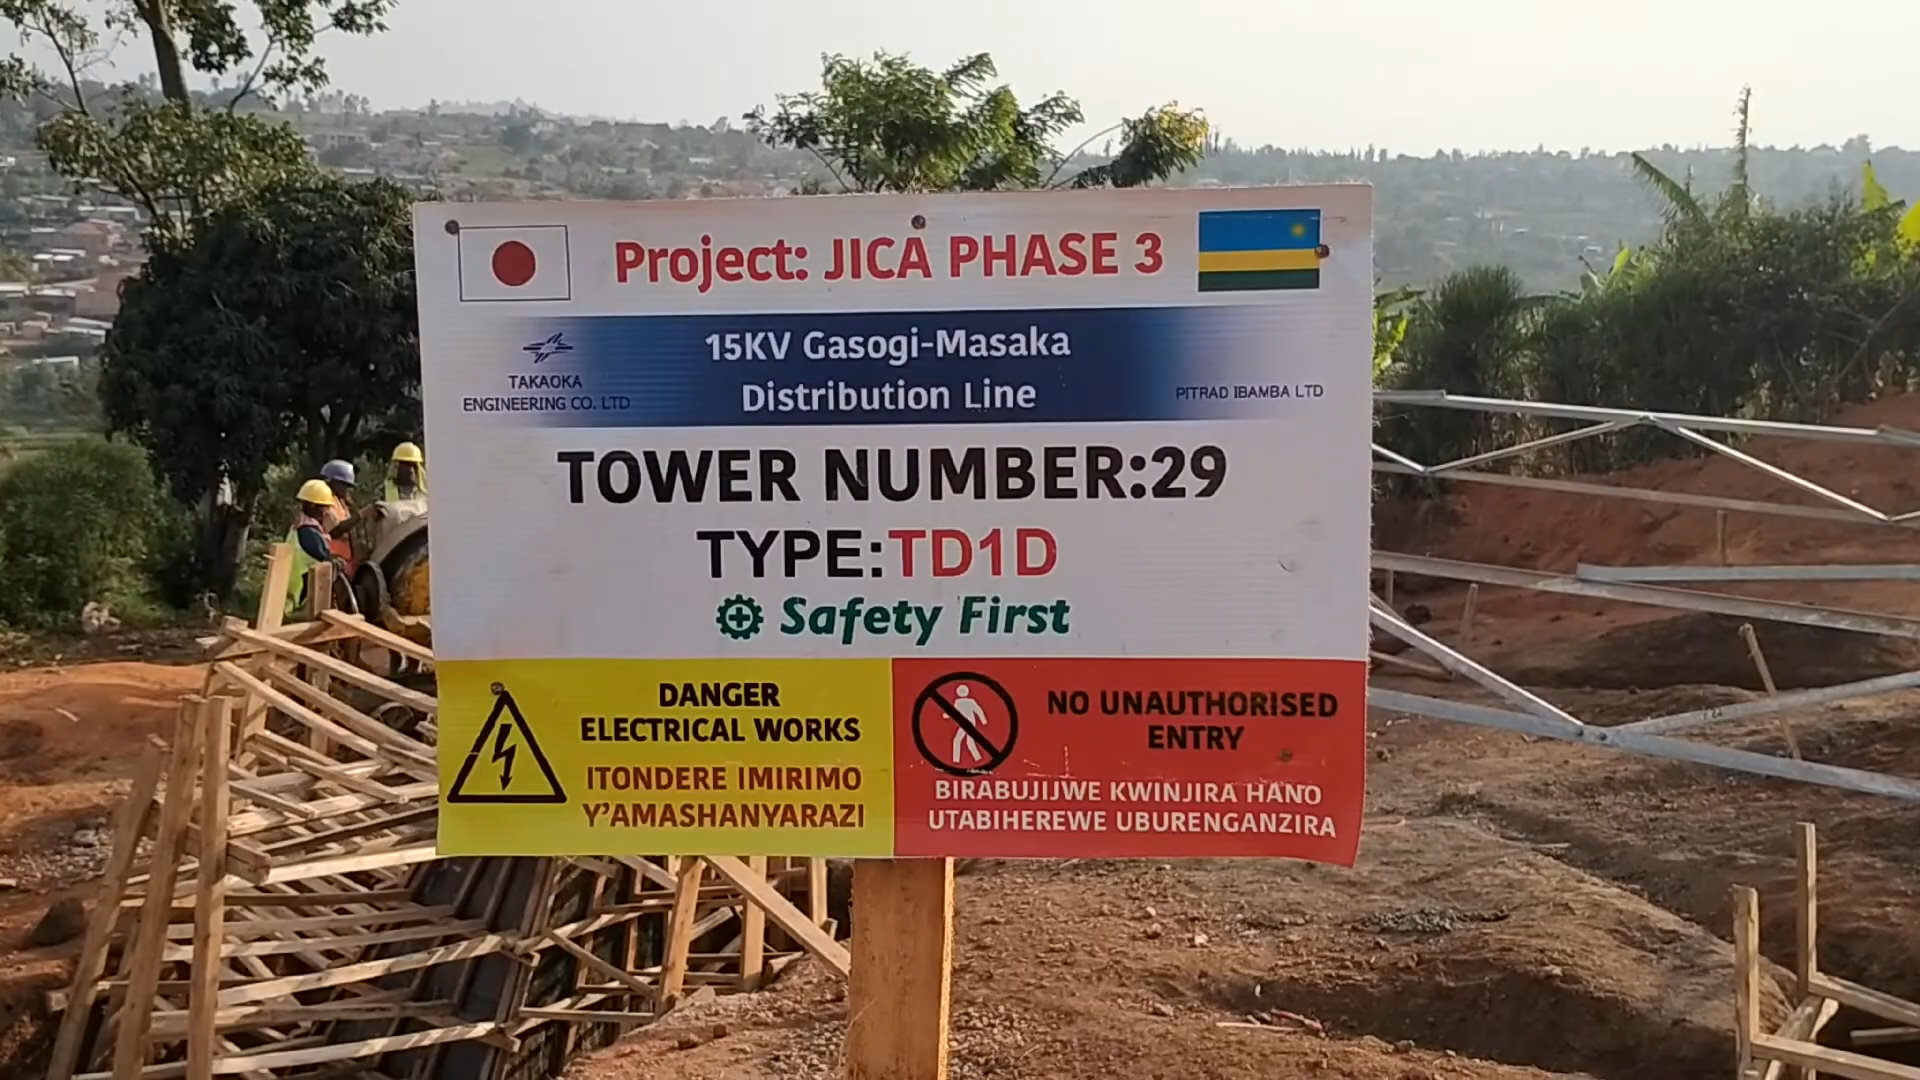 Project: JICA PHASE 3
15KV Gasogi-Masaka
Distribution Line
TAKAOKA
ENGINEERING CO. LTD
PITRAD IBAMBA LTD
TOWER NUMBER:29
TYPE:TD1D
Safety First
DANGER
ELECTRICAL WORKS
ITONDERE IMIRIMO
Y'AMASHANYARAZI
NO UNAUTHORISED
ENTRY
BIRABUJIJWE KWINJIRA HANO
UTABIHEREWE UBURENGANZIRA